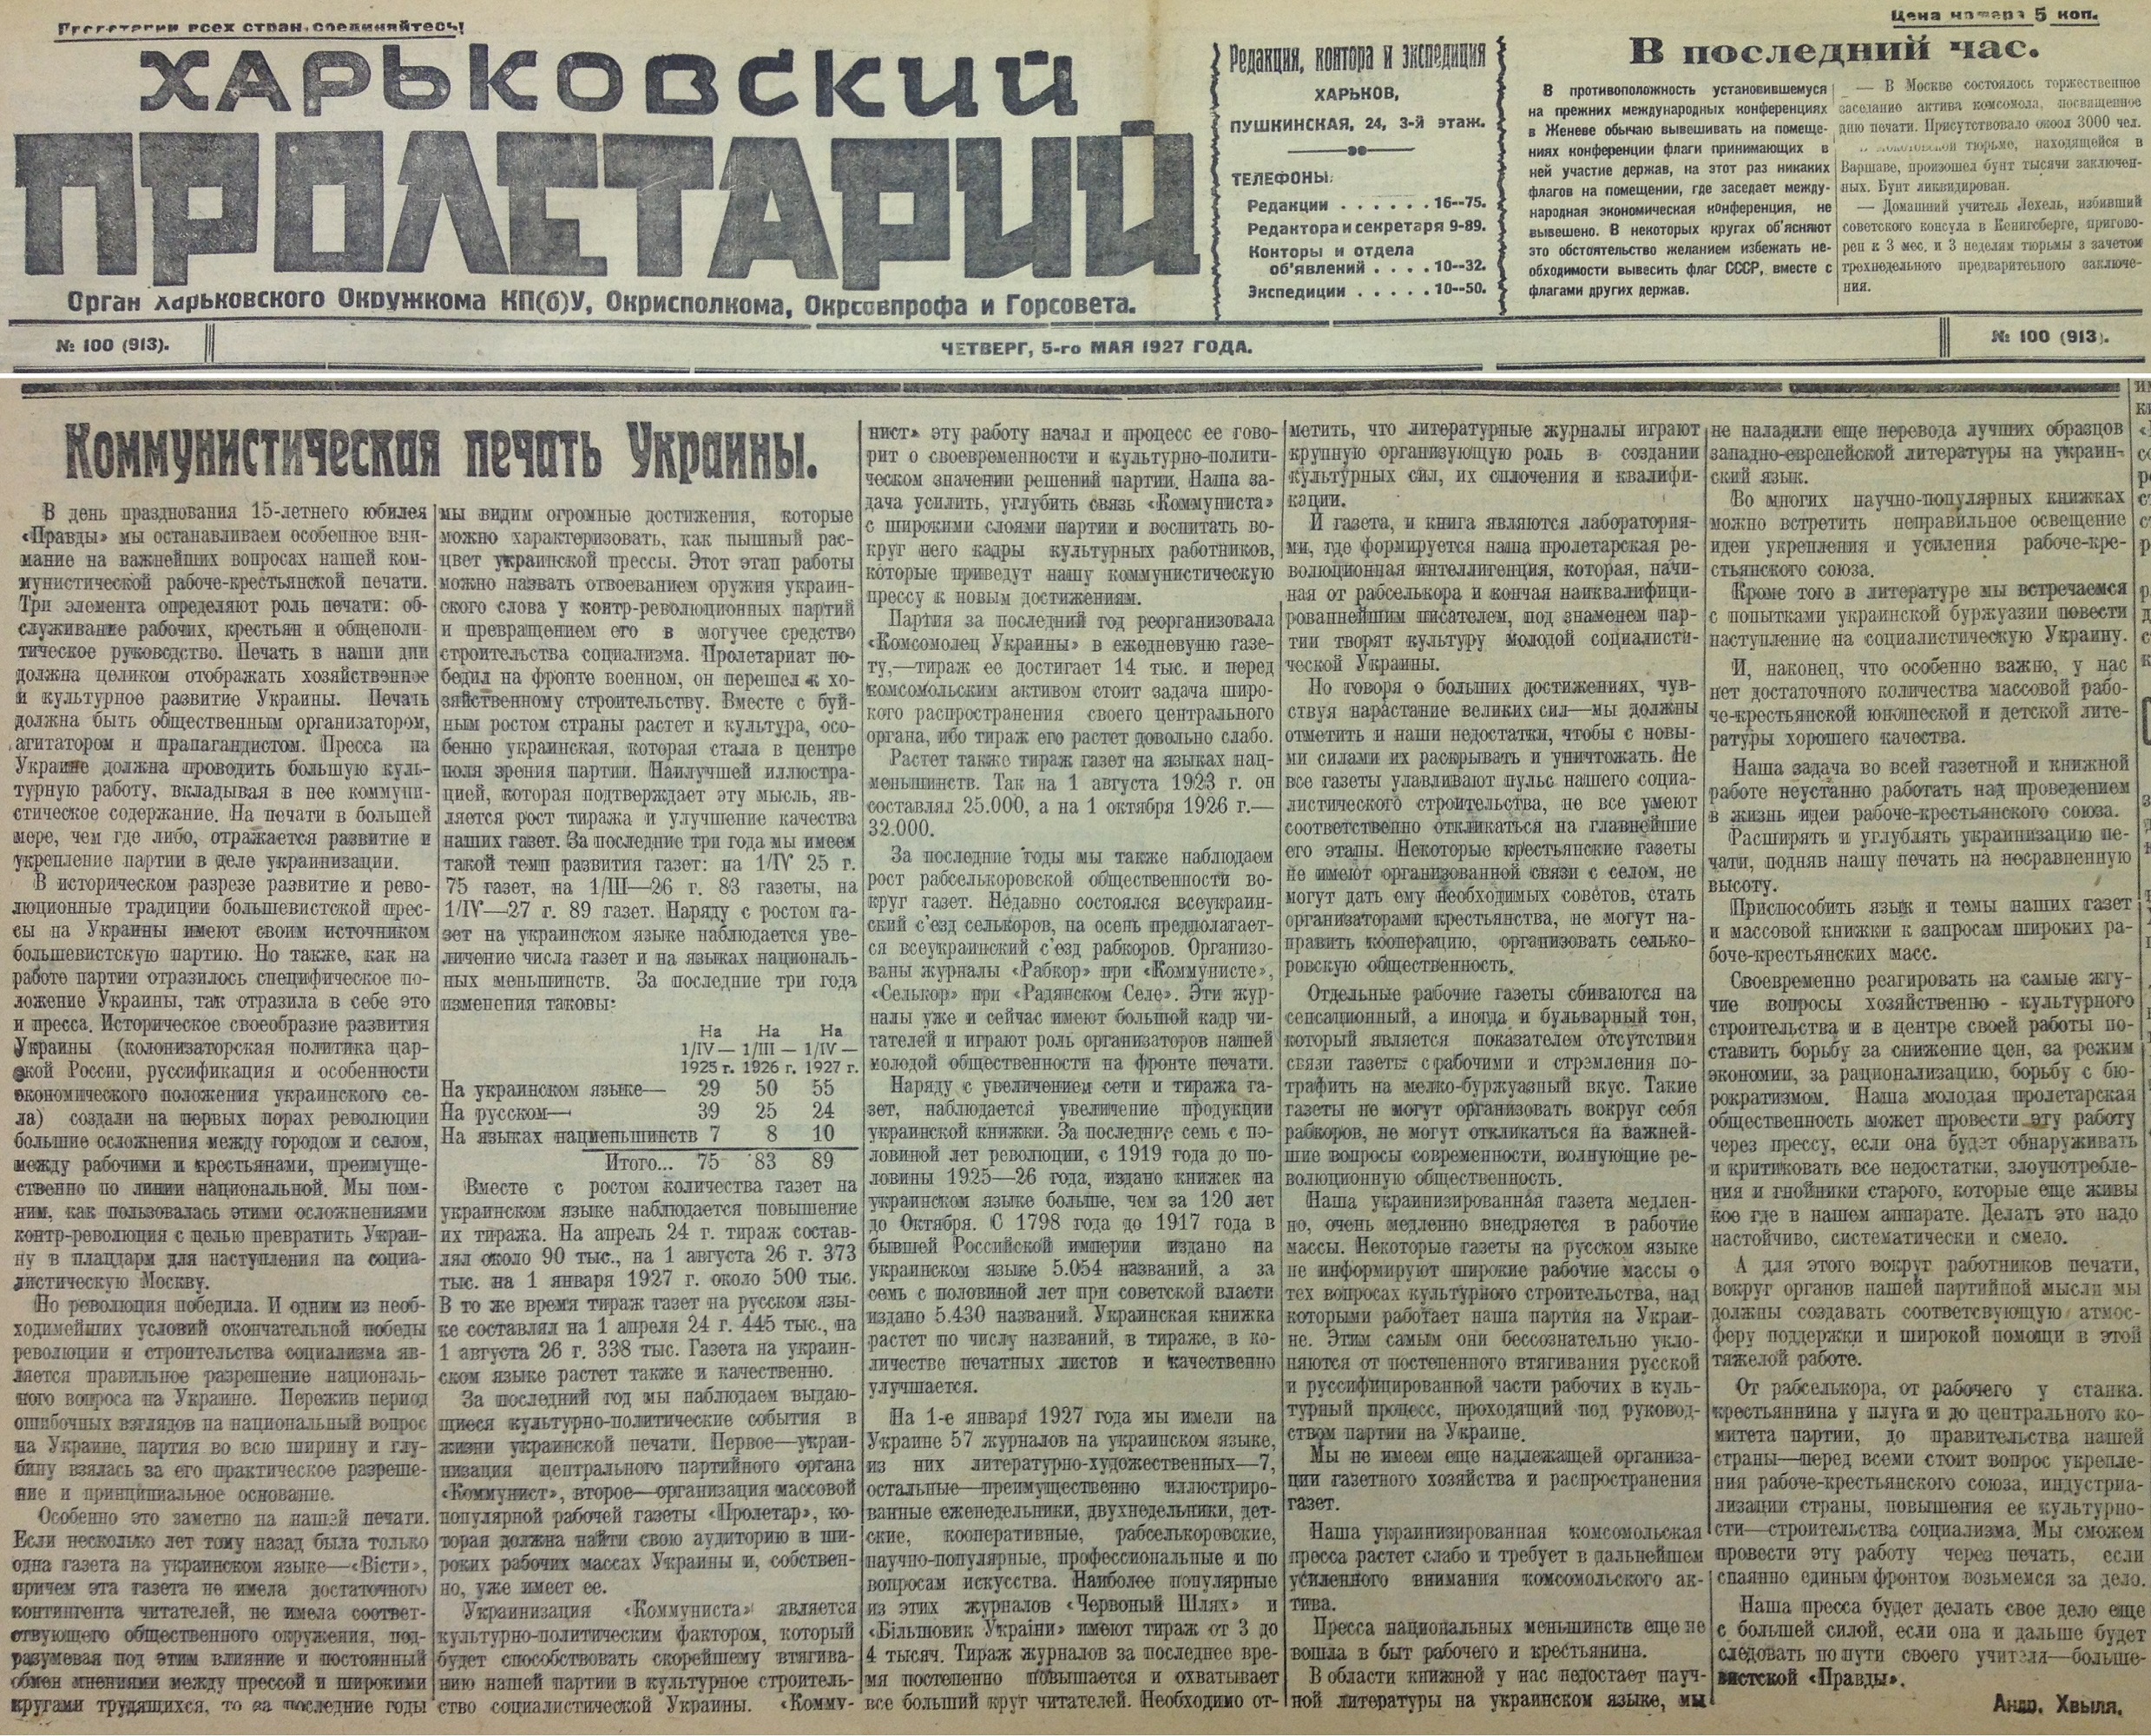 Пролетарии всех стран, соединяйтесь!
ХАРЬКОВСКИЙ
ПРОЛЕТАРИЙ
Орган Харьковского Окружкома КП(б)У, Окрисполкома, Окрсовпрофа и Горсовета.
Редакция, контора и экспедиция
ХАРЬКОВ,
ПУШКИНСКАЯ, 24, 3-й этаж.
ТЕЛЕФОНЫ:
Редакции . . . . . . 16--75.
Редактора и секретаря 9-89.
Конторы и отдела
об'явлений . . . . 10--32.
Экспедиции . . . . . 10--50.
Цена номера 5 коп.
В последний час.
В противоположность установившемуся
на прежних международных конференциях
в Женеве обычаю вывешивать на помеще-
ниях конференции флаги принимающих в
ней участие держав, на этот раз никаких
флагов на помещении, где заседает между-
народная экономическая конференция, не
вывешено. В некоторых кругах об'ясняют
это обстоятельство желанием избежать не-
обходимости вывесить флаг СССР, вместе с
флагами других держав.
— В Москве состоялось торжественное
заседание актива комсомола, посвященное
дню печати. Присутствовало окоол 3000 чел.
тюрьме, находящейся в
Варшаве, произошел бунт тысячи заключен-
ных. Бунт ликвидирован.
— Домашний учитель Лехель, избивший
советского консула в Кенигсберге, пригово-
рен к 3 мес. и 3 неделям тюрьмы з зачетом
трехнедельного предваритеьного заключе-
ния.
№ 100 (913).
ЧЕТВЕРГ, 5-го МАЯ 1927 ГОДА.
№ 100 (913).
Коммунистическая печать Украины.
В день празднования 15-летнего юбилея
«Правды» мы останавливаем особенное вни-
мание на важнейших вопросах нашей ком-
мунистической рабоче-крестьянской печати.
Три элемента определяют роль печати: об-
служивание рабочих, крестьян и общеполи-
тическое руководство. Печать в наши дни
должна целиком отображать хозяйственное
и культурное развитие Украины. Печать
должна быть общественным организатором,
агитатором и прапагандистом. Пресса на
Украине должна проводить большую куль-
турную работу, вкладывая в нее коммуни-
стическое содержание. На печати в большей
мере, чем где либо, отражается развитие и
укрепление партии в деле украинизации.
В историческом разрезе развитие и рево-
люционные традиции большевистской прес-
сы на Украины имеют своим источником
большевистскую партию. Но также, как на
работе партии отразилось специфическое по-
ложение Украины, так отразила в себе это
и пресса. Историческое своеобразие развития
Украины (колонизаторская политика цар-
ской России, руссификация и особенности
экономического положения украинского се-
ла) создали на первых порах революции
большие осложнения между городом и селом,
между рабочими и крестьянами, преимуще-
ственно по линии национальной. Мы пом-
ним, как пользовалась этими осложнениями
контр-революция с целью превратить Украи-
ну в плацдарм для наступления на социа-
листическую Москву.
Но революция победила. И одним из необ-
ходимейших условий окончательной победы
революции и строительства социализма яв-
ляется правильное разрешение националь-
ного вопроса на Украине. Пережив период
ошибочных взглядов на национальный вопрос
на Украине, партия во всю ширину и глу-
бину взялась за его практическое разреше-
ние и принципиальное основание.
Особенно это заметно на нашей печати.
Если несколько лет тому назад была только
одна газета на украинском языке—«Вісти»,
причем эта газета не имела достаточного
контингента читателей, не имела соответ-
ствующего общественного окружения, под-
разумевая под этим влияние и постоянный
обмен мнениями между прессой и широкими
кругами трудящихся, то за последние годы
мы видим огромные достижения, которые
можно характеризовать, как пышный рас-
цвет украинской прессы. Этот этап работы
можно назвать отвоеванием оружия украин-
ского слова у контр-революционных партий
и превращением его в могучее средство
строительства социализма. Пролетариат по-
бедил на фронте военном, он перешел к хо-
зяйственному строительству. Вместе с буй-
ным ростом страны растет и культура, осо-
бенно украинская, которая стала в центре
поля зрения партии. Наилучшей иллюстра-
цией, которая подтверждает эту мысль, яв-
ляется рост тиража и улучшение качества
наших газет. За последние три года мы имеем
такой темп развития газет: на 1/IV 25 г.
75 газет, на 1/III—26 г. 83 газеты, на
1/IV—27 г. 89 газет. Наряду с ростом га-
зет на украинском языке наблюдается уве-
личение числа газет и на языках националь-
ных меньшинств. За последние три года
изменения таковы:
На На На
1/IV— 1/III — 1/IV —
1925 г. 1926 г. 1927 г.
На украинском языке— 29 50 55
На русском— 39 25 24
На языках нацменьшинств 7 8 10
Итого... 75 83 89
Вместе с ростом количества газет на
украинском языке наблюдается повышение
их тиража. На апрель 24 г. тираж состав-
лял около 90 тыс., на 1 августа 26 г. 373
тыс. на 1 января 1927 г. около 500 тыс.
В то же время тираж газет на русском язы-
ке составлял на 1 апреля 24 г. 445 тыс., на
1 августа 26 г. 338 тыс. Газета на украин-
ском языке растет также и качественно.
За последний год мы наблюдаем выдаю-
щиеся культурно-политические события в
жизни украинской печати. Первое—украи-
низация центрального партийного органа
«Коммунист», второе—организация массовой
популярной рабочей газеты «Пролетар», ко-
торая должна найти свою аудиторию в ши-
роких рабочих массах Украины и, собствен-
но, уже имеет ее.
Украинизация «Коммуниста» является
культурно-политическим фактором, который
будет способствовать скорейшему втягива-
нию нашей партии в культурное строитель-
ство социалистической Украины. «Комму-
нист» эту работу начал и процесс ее гово-
рит о своевременности и культурно-полити-
ческом значении решений партии. Наша за-
дача усилить, углубить связь «Коммуниста»
с широкими слоями партии и воспитать во-
круг него кадры культурных работников,
которые приведут нашу коммунистическую
прессу к новым достижениям.
Партия за последний год реорганизовала
«Комсомолец Украины» в ежедневуню газе-
ту,—тираж ее достигает 14 тыс. и перед
комсомольским активом стоит задача широ-
кого распространения своего центрального
органа, ибо тираж его растет довольно слабо.
Растет также тираж газет на языках нац-
меньшинств. Так на 1 августа 1923 г. он
составлял 25.000, а на 1 октября 1926 г.—
32.000.
За последние годы мы также наблюдаем
рост рабселькоровской общественности во-
круг газет. Недавно состоялся всеукраин-
ский с'езд селькоров, на осень предполагает-
ся всеукраинский с'езд рабкоров. Организо-
ваны журналы «Рабкор» при «Коммунисте»,
«Селькор» при «Радянском Селе». Эти жур-
налы уже и сейчас имеют большой кадр чи-
тателей и играют роль организаторов нашей
молодой общественности на фронте печати.
Наряду с увеличением сети и тиража га-
зет, наблюдается увеличение продукции
украинской книжки. За последние семь с по-
ловиной лет революции, с 1919 года до по-
ловины 1925—26 года, издано книжек на
украинском языке больше, чем за 120 лет
до Октября. С 1798 года до 1917 года в
бывшей Российской империи издано на
украинском языке 5.054 названий, а за
семь с половиной лет при советской власти
издано 5.430 названий. Украинская книжка
растет по числу названий, в тираже, в ко-
личестве печатных листов и качественно
улучшается.
На 1-е января 1927 года мы имели на
Украине 57 журналов на украинском языке,
из них литературно-художественных—7,
остальные—преимущественно иллюстриро-
ванные еженедельники, двухнедельники, дет-
ские, кооперативные, рабселькоровские,
научно-популярные, профессиональные и по
вопросам искусства. Наиболее популярные
из этих журналов «Червоный Шлях» и
«Більшовик України» имеют тираж от 3 до
4 тысяч. Тираж журналов за последнее вре-
мя постепенно повышается и охватывает
все больший круг читателей. Необходимо от-
метить, что литературные журналы играют
крупную организующую роль в создании
культурных сил, их сплочения и квалифи-
кации.
И газета, и книга являются лаборатория-
ми, где формируется наша пролетарская ре-
волюционная интеллигенция, которая, начи-
ная от рабселькора и кончая наиквалифици-
рованнейшим писателем, под знаменем пар-
тии творят культуру молодой социалисти-
ческой Украины.
Но говоря о больших достижениях, чув-
ствуя нарастание великих сил—мы должны
отметить и наши недостатки, чтобы с новы-
ми силами их раскрывать и уничтожать. Не
все газеты улавливают пульс нашего социа-
листического строительства, не все умеют
соответственно откликаться на главнейшие
его этапы. Некоторые крестьянские газеты
не имеют организованной связи с селом, не
могут дать ему необходимых советов, стать
организаторами крестьянства, не могут на-
править кооперацию, организовать селько-
ровскую общественность.
Отдельные рабочие газеты сбиваются на
сенсационный, а иногда и бульварный тон,
который является показателем отсутствия
связи газеты с рабочими и стрэмления по-
трафить на мелко-буржуазный вкус. Такие
газеты не могут организовать вокруг себя
рабкоров, не могут откликаться на важней-
шие вопросы современности, волнующие ре-
волюционную общественность.
Наша украинизированная газета медлен-
но, очень медленно внедряется в рабочие
массы. Некоторые газеты на русском языке
не информируют широкие рабочие массы о
тех вопросах культурного строительства, над
которыми работает наша партия на Украи-
не. Этим самым они бессознательно укло-
няются от постепенного втягивания русской
и руссифицированной части рабочих в куль-
турный процесс, проходящий под руковод-
ством партии на Украине.
Мы не имеем еще надлежащей организа-
ции газетного хозяйства и распространения
газет.
Наша украинизированная комсомольская
пресса растет слабо и требует в дальнейшем
усиленного внимания комсомольского ак-
тива.
Пресса национальных меньшинств еще не
вошла в быт рабочего и крестьянина.
В области книжной у нас недостает науч-
ной литературы на украинском языке, мы
не наладили еще перевода лучших образцов
западно-европейской литературы на украин-
ский язык.
Во многих научно-популярных книжках
можно встретить неправильное освещение
идеи укрепления и усиления рабоче-кре-
стьянского союза.
Кроме того в литературе мы встречаемся
с попытками украинской буржуазии повести
наступление на социалистическую Украину.
И, наконец, что особенно важно, у нас
нет достаточного количества массовой рабо-
че-крестьянской юношеской и детской лите-
ратуры хорошего качества.
Наша задача во всей газетной и книжной
работе неустанно работать над проведением
в жизнь идеи рабоче-крестьянского союза.
Расширять и углублять украинизацию пе-
чати, подняв нашу печать на несравненную
высоту.
Приспособить язык и темы наших газет
и массовой книжки к запросам широких ра-
боче-крестьянских масс.
Своевременно реагировать на самые жгу-
чие вопросы хозяйственно - культурного
строительства и в центре своей работы по-
ставить борьбу за снижение цен, за режим
экономии, за рационализацию, борьбу с бю-
рократизмом. Наша молодая пролетарская
общественность может провести эту работу
через прессу, если она будет обнаруживать
и критиковать все недостатки, злоупотребле-
ния и гнойники старого, которые еще живы
кое где в нашем аппарате. Делать это надо
настойчиво, систематически и смело.
А для этого вокруг работников печати,
вокруг органов нашей партийной мысли мы
должны создавать соответсвующую атмос-
феру поддержки и широкой помощи в этой
тяжелой работе.
От рабселькора, от рабочего у станка.
крестьяннина у плуга и до центрального ко-
митета партии, до правительства нашей
страны—перед всеми стоит вопрос укрепле-
ния рабоче-крестьянского союза, индустриа-
лизации страны, повышения ее культурно-
сти—строительства социализма. Мы сможем
провести эту работу через печать, если
спаянно единым фронтом возьмемся за дело.
Наша пресса будет делать свое дело еще
с большей силой, если она и дальше будет
следовать по пути своего учителя—больше-
вистской «Правды».
Андр. Хвыля.